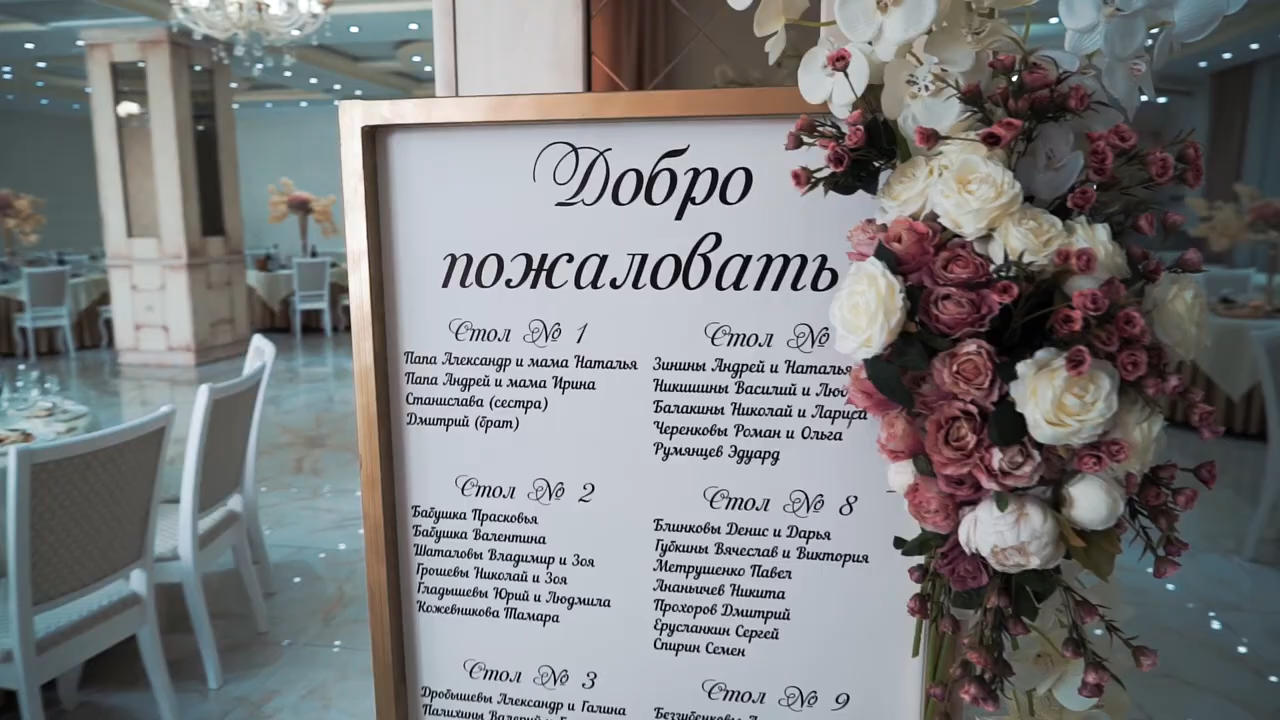 Добро
пожаловать
Стол № 1
Папа Александр и мама Наталья
Папа Андрей и мама Ирина
Станислава (сестра)
Дмитрий (брат)
Стол № 2
Бабушка Прасковья
Бабушка Валентина
Шаталовы Владимир и Зоя
Грошевы Николай и Зоя
Гладышевы Юрий и Людмила
Кожевникова Тамара
Стол № 3
Дробышевы Александр и Галина
Палихины Валерий и
Стол №
Зинины Андрей и Наталья
Никишины Василий и
Балакины Николай и Лариса
Черенковы Роман и Ольга
Румянцев Эдуард
Стол № 8
Блинковы Денис и Дарья
Губкины Вячеслав и Виктория
Метрушенко Павел
Ананьичев Никита
Прохоров Дмитрий
Ерусланкин Сергей
Спирин Семен
Стол № 9